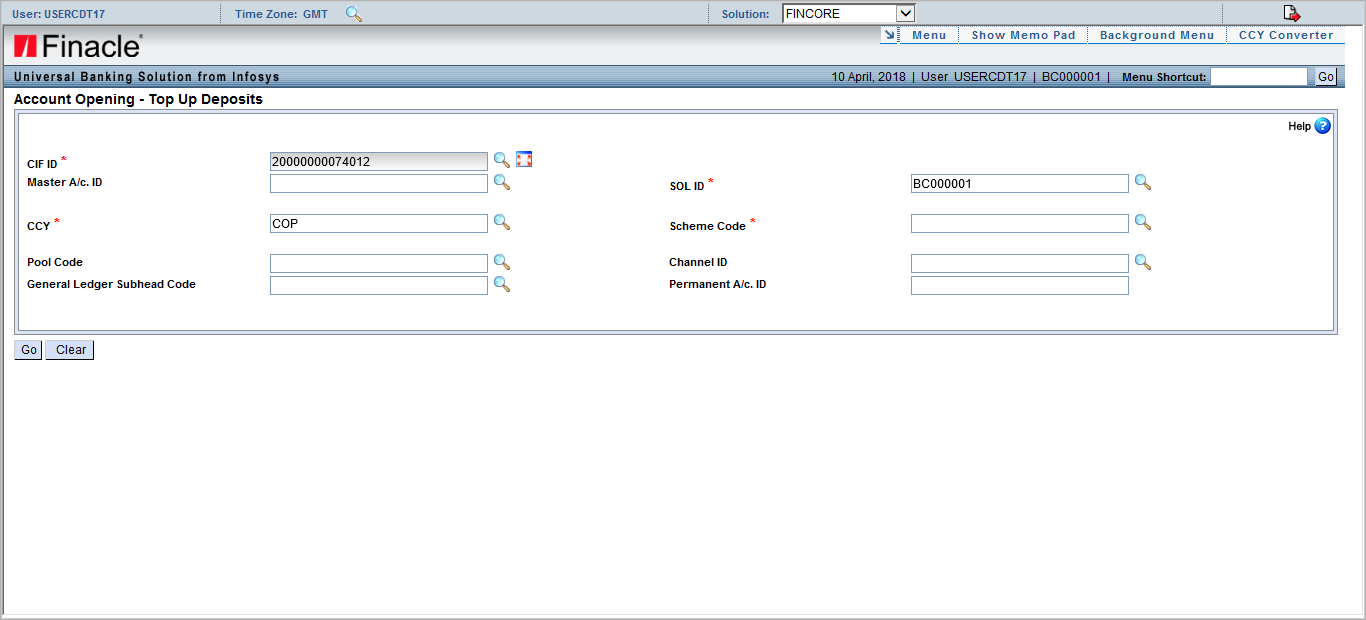 User: USERCDT17 Time Zone: GMT Solution: FINCORE
Menu Show Memo Pad Background Menu CCY Converter
Finacle
Universal Banking Solution from Infosys 10 April, 2018 | User USERCDT17 | BC000001 | Menu Shortcut: Go
Account Opening - Top Up Deposits
Help ?
CIF ID * 20000000074012
Master A/c. ID SOL ID * BC000001
CCY * COP Scheme Code *
Pool Code Channel ID
General Ledger Subhead Code Permanent A/c. ID
Go Clear